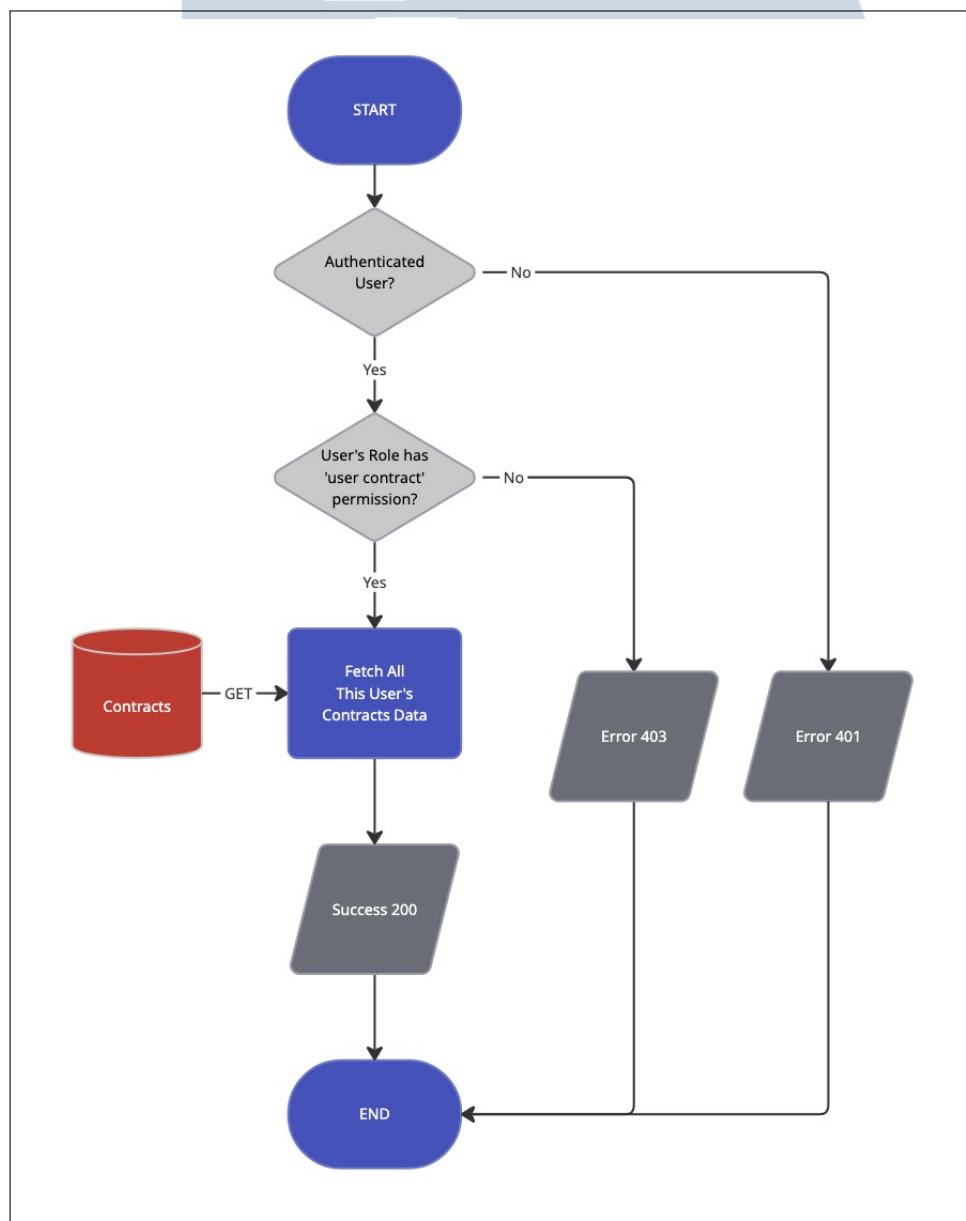 START
Authenticated
User?
No
Yes
User's Role has
'user contract'
permission?
No
Yes
Contracts
GET
Fetch All
This User's
Contracts Data
Error 403
Error 401
Success 200
END